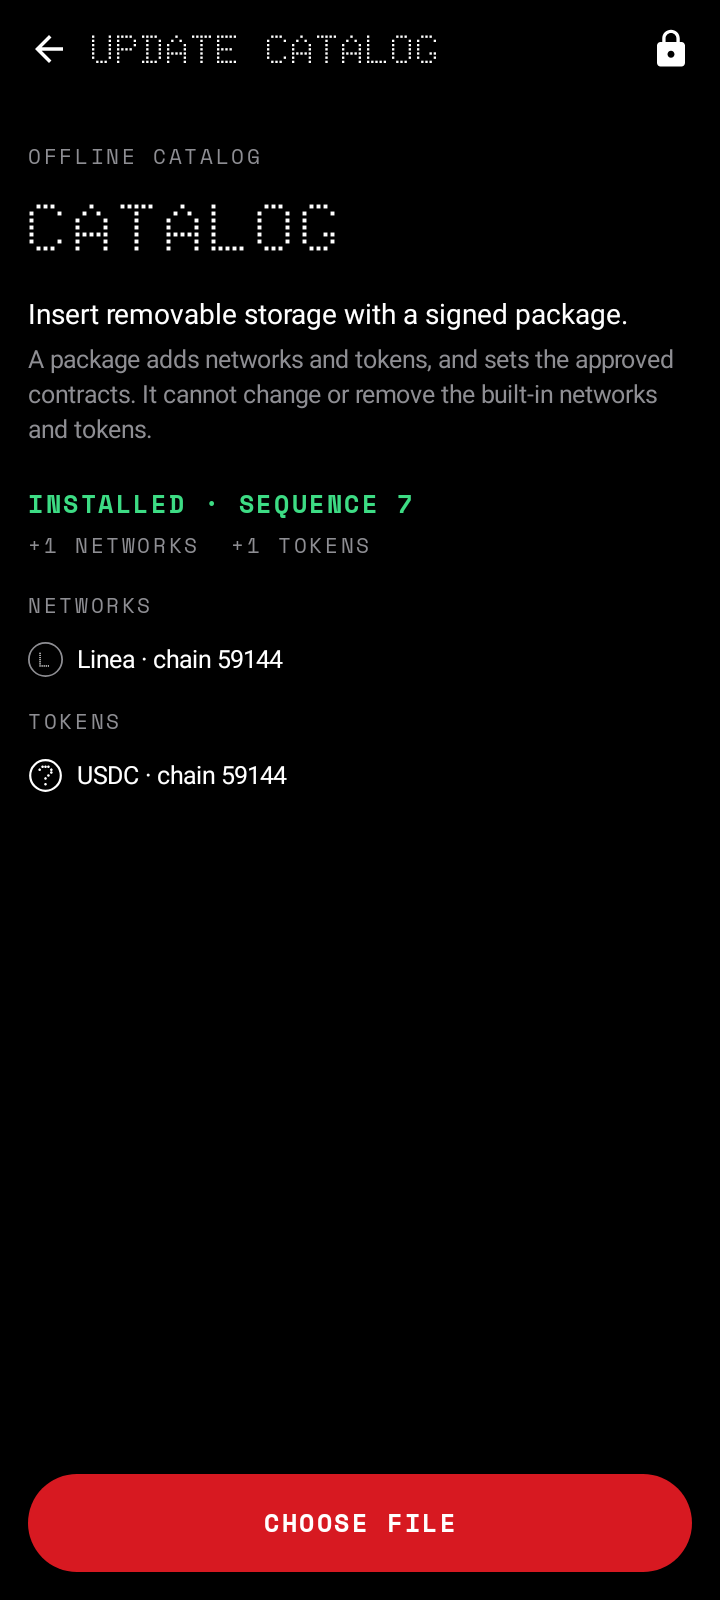 UPDATE CATALOG
OFFLINE CATALOG
CATALOG
Insert removable storage with a signed package.
A package adds networks and tokens, and sets the approved
contracts. It cannot change or remove the built-in networks
and tokens.
INSTALLED · SEQUENCE 7
+1 NETWORKS +1 TOKENS
NETWORKS
L Linea · chain 59144
TOKENS
? USDC · chain 59144
CHOOSE FILE